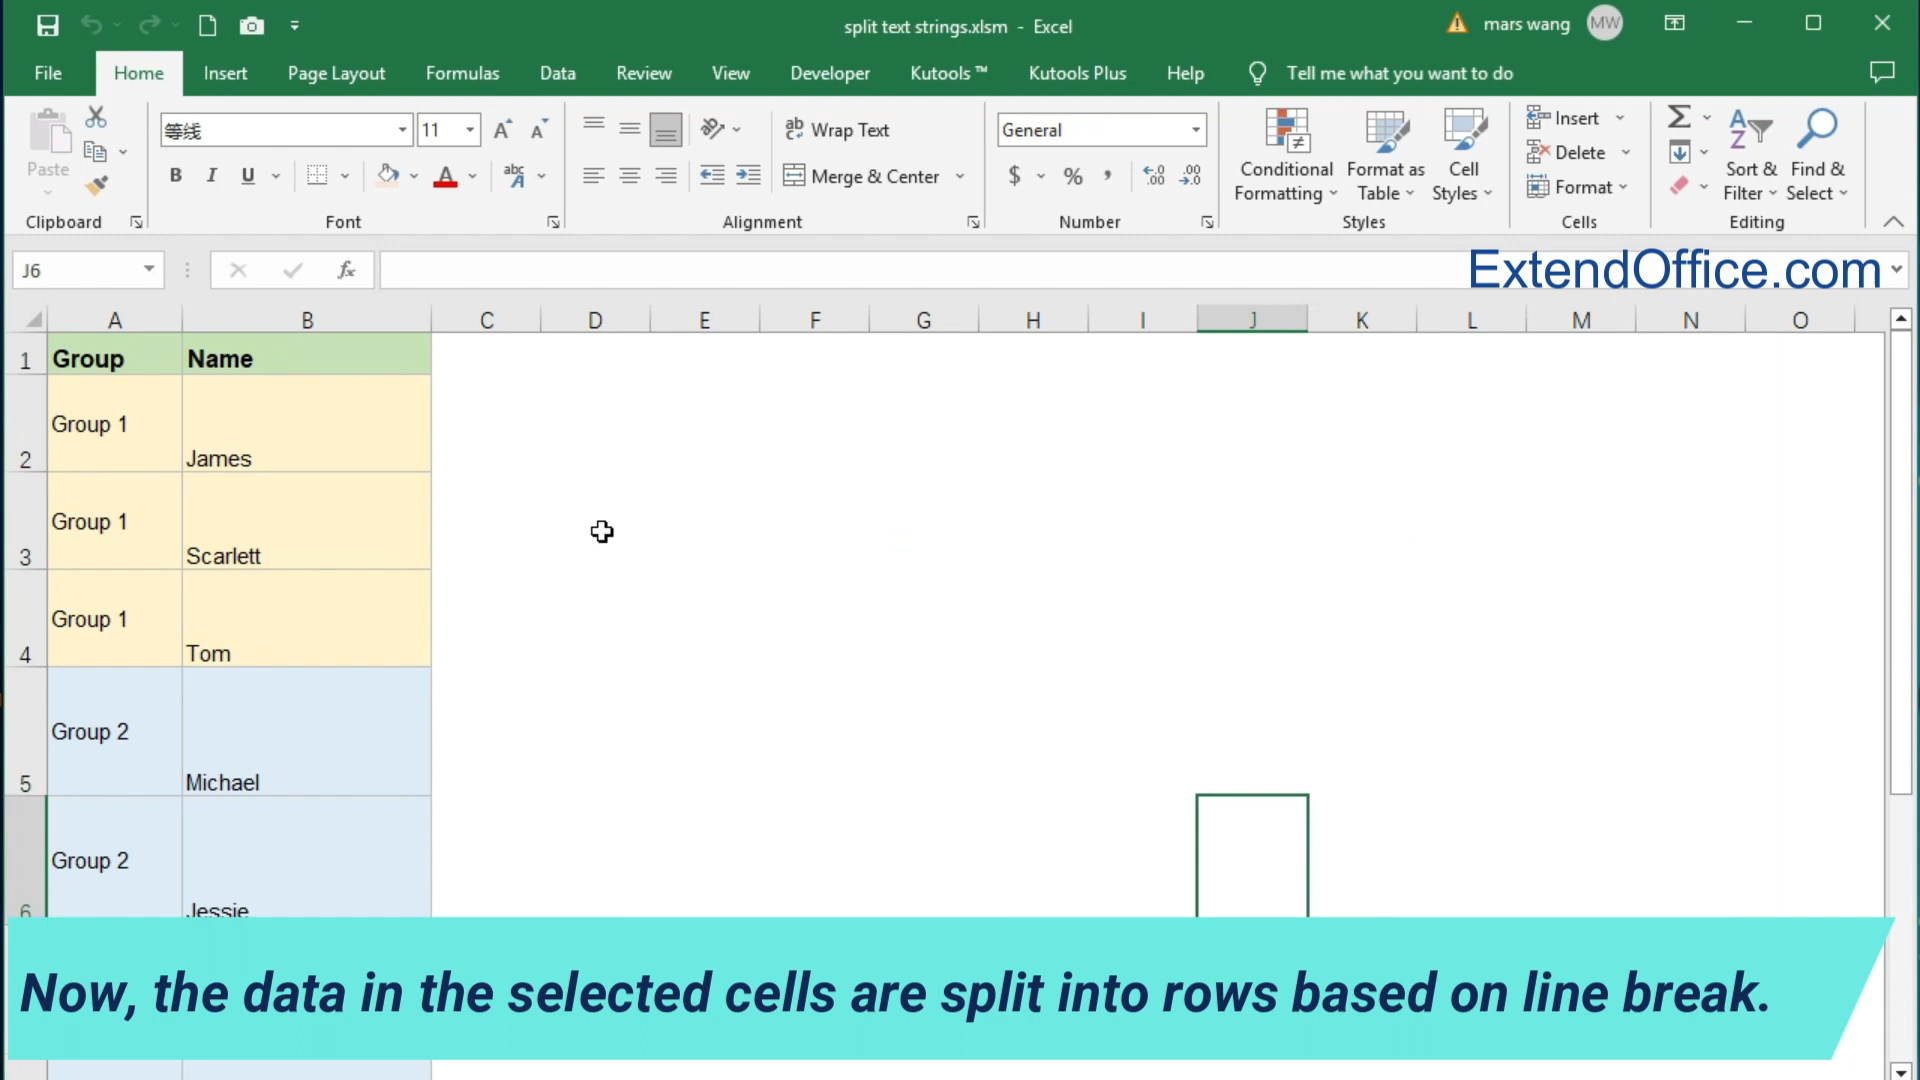 split text strings.xlsm - Excel
mars wang MW
File Home Insert Page Layout Formulas Data Review View Developer Kutools ™ Kutools Plus Help Tell me what you want to do
Paste
Clipboard
等线 11
B I U
Font
ab Wrap Text
Merge & Center
Alignment
General
$ % ,
Number
Conditional Formatting
Format as Table
Cell Styles
Styles
Insert
Delete
Format
Cells
Sort & Filter
Find & Select
Editing
J6 fx
ExtendOffice.com
A B C D E F G H I J K L M N O
1 Group Name
2 Group 1 James
3 Group 1 Scarlett
4 Group 1 Tom
5 Group 2 Michael
6 Group 2 Jessie
Now, the data in the selected cells are split into rows based on line break.